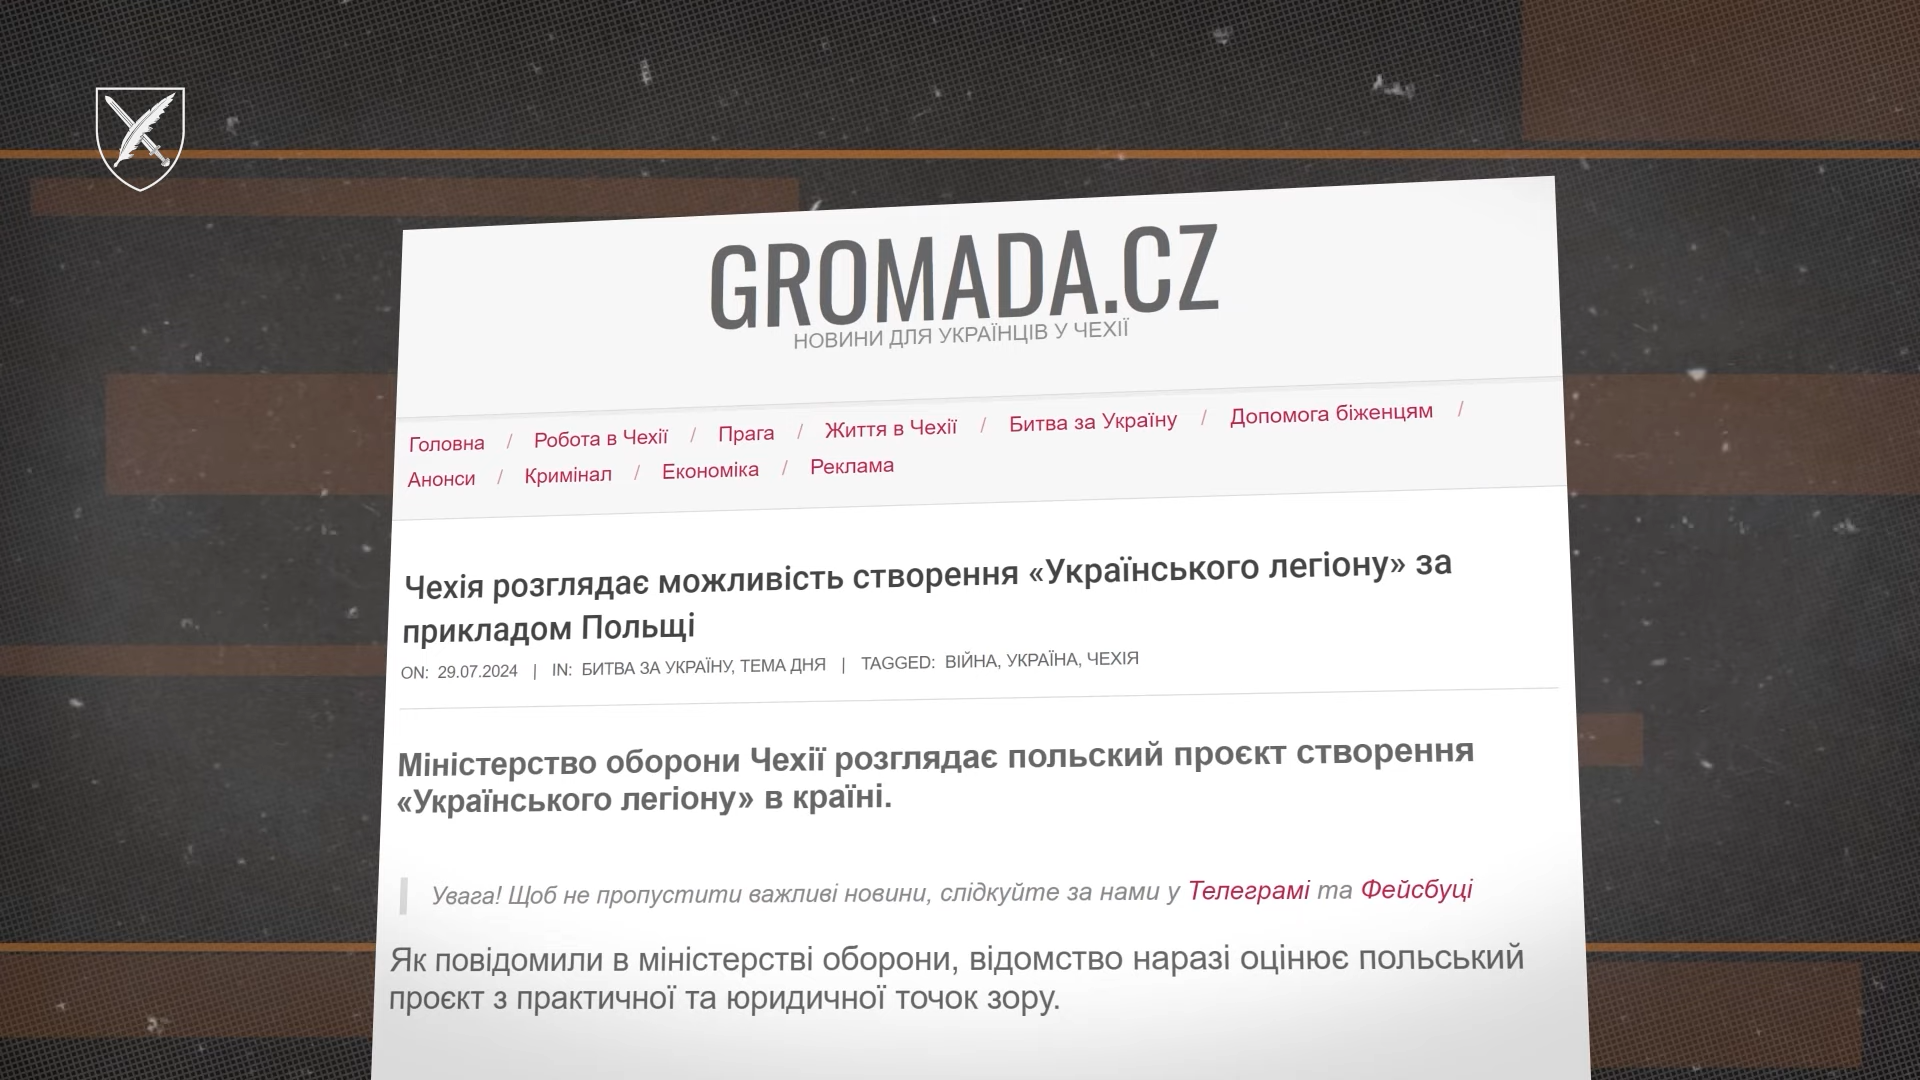 GROMADA.CZ
НОВИНИ ДЛЯ УКРАЇНЦІВ У ЧЕХІЇ
Головна / Робота в Чехії / Прага / Життя в Чехії / Битва за Україну / Допомога біженцям /
Анонси / Кримінал / Економіка / Реклама
Чехія розглядає можливість створення «Українського легіону» за
прикладом Польщі
ON: 29.07.2024 | IN: БИТВА ЗА УКРАЇНУ, ТЕМА ДНЯ | TAGGED: ВІЙНА, УКРАЇНА, ЧЕХІЯ
Міністерство оборони Чехії розглядає польский проєкт створення
«Українського легіону» в країні.
Увага! Щоб не пропустити важливі новини, слідкуйте за нами у Телеграмі та Фейсбуці
Як повідомили в міністерстві оборони, відомство наразі оцінює польський
проєкт з практичної та юридичної точок зору.